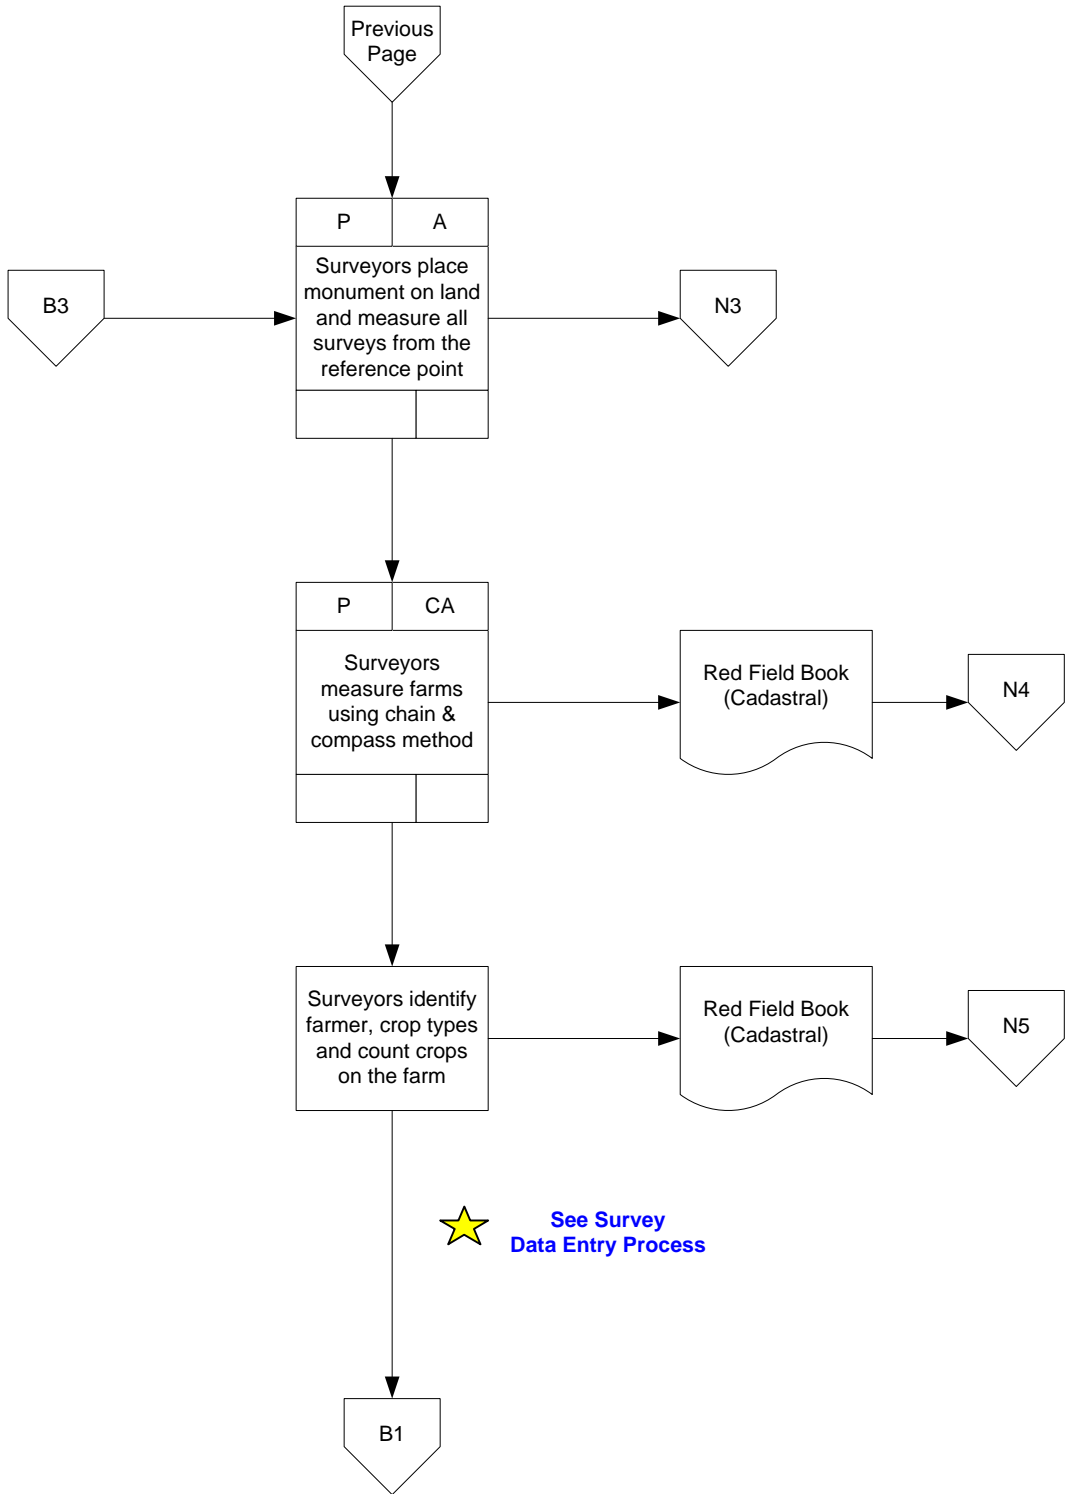 Previous
Page
P
A
Surveyors place
monument on land
and measure all
surveys from the
reference point
B3
N3
P
CA
Surveyors
measure farms
using chain &
compass method
Red Field Book
(Cadastral)
N4
Surveyors identify
farmer, crop types
and count crops
on the farm
Red Field Book
(Cadastral)
N5
See Survey
Data Entry Process
B1